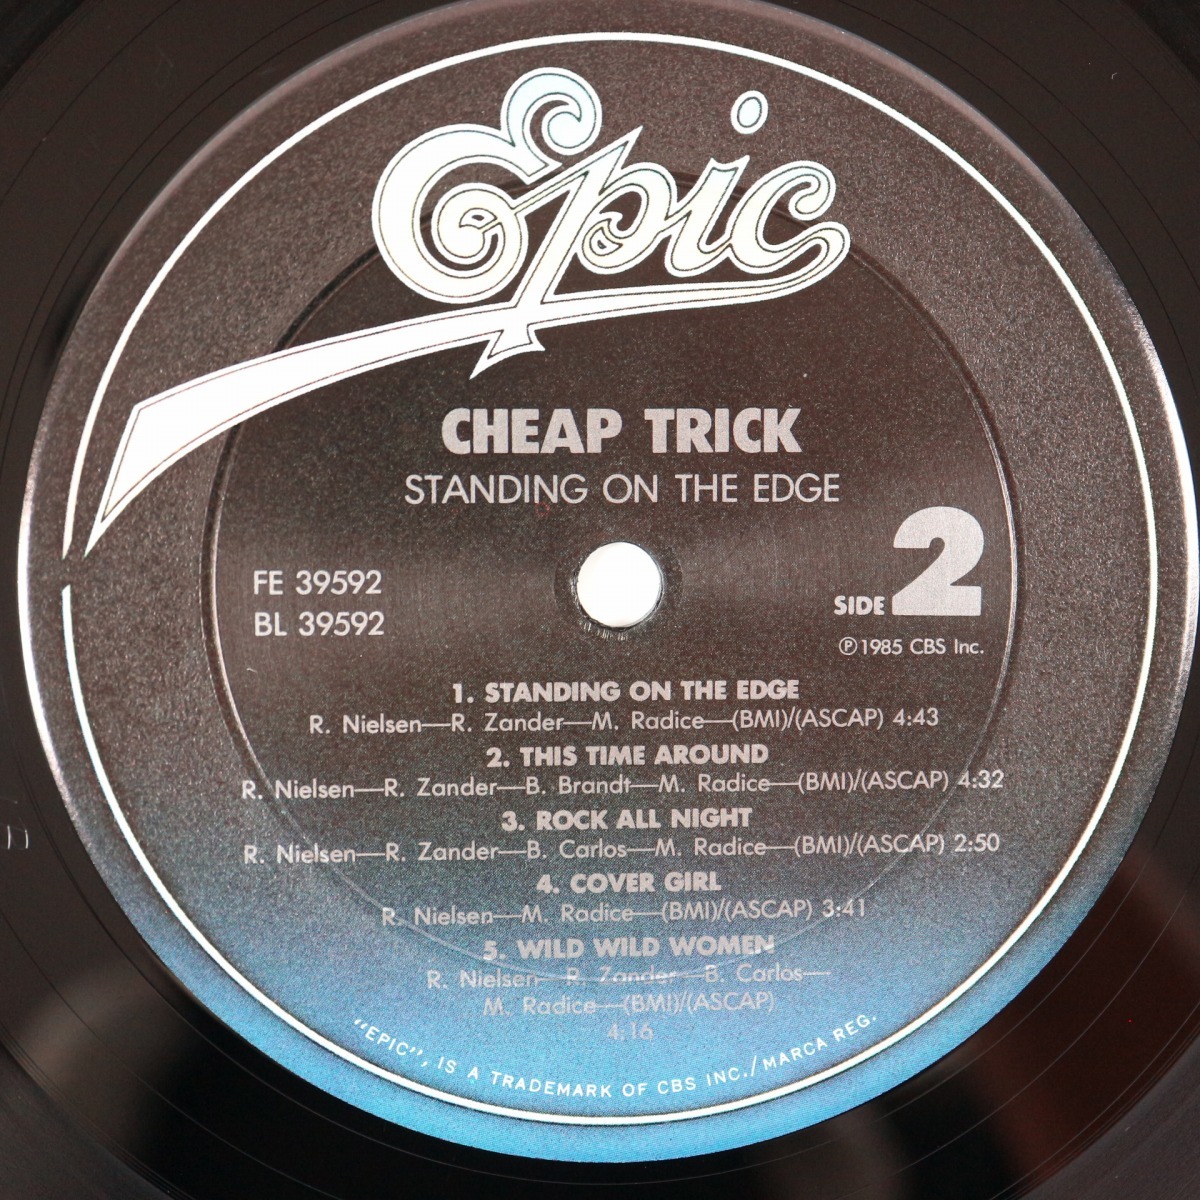 Epic
CHEAP TRICK
STANDING ON THE EDGE
FE 39592
BL 39592
SIDE 2
℗1985 CBS Inc.
1. STANDING ON THE EDGE
R. Nielsen—R. Zander—M. Radice—(BMI)/(ASCAP) 4:43
2. THIS TIME AROUND
R. Nielsen—R. Zander—B. Brandt—M. Radice—(BMI)/(ASCAP) 4:32
3. ROCK ALL NIGHT
R. Nielsen—R. Zander—B. Carlos—M. Radice—(BMI)/(ASCAP) 2:50
4. COVER GIRL
R. Nielsen—M. Radice—(BMI)/(ASCAP) 3:41
5. WILD WILD WOMEN
R. Nielsen—R. Zander—B. Carlos—
M. Radice—(BMI)/(ASCAP)
4:16
"EPIC", IS A TRADEMARK OF CBS INC./MARCA REG.